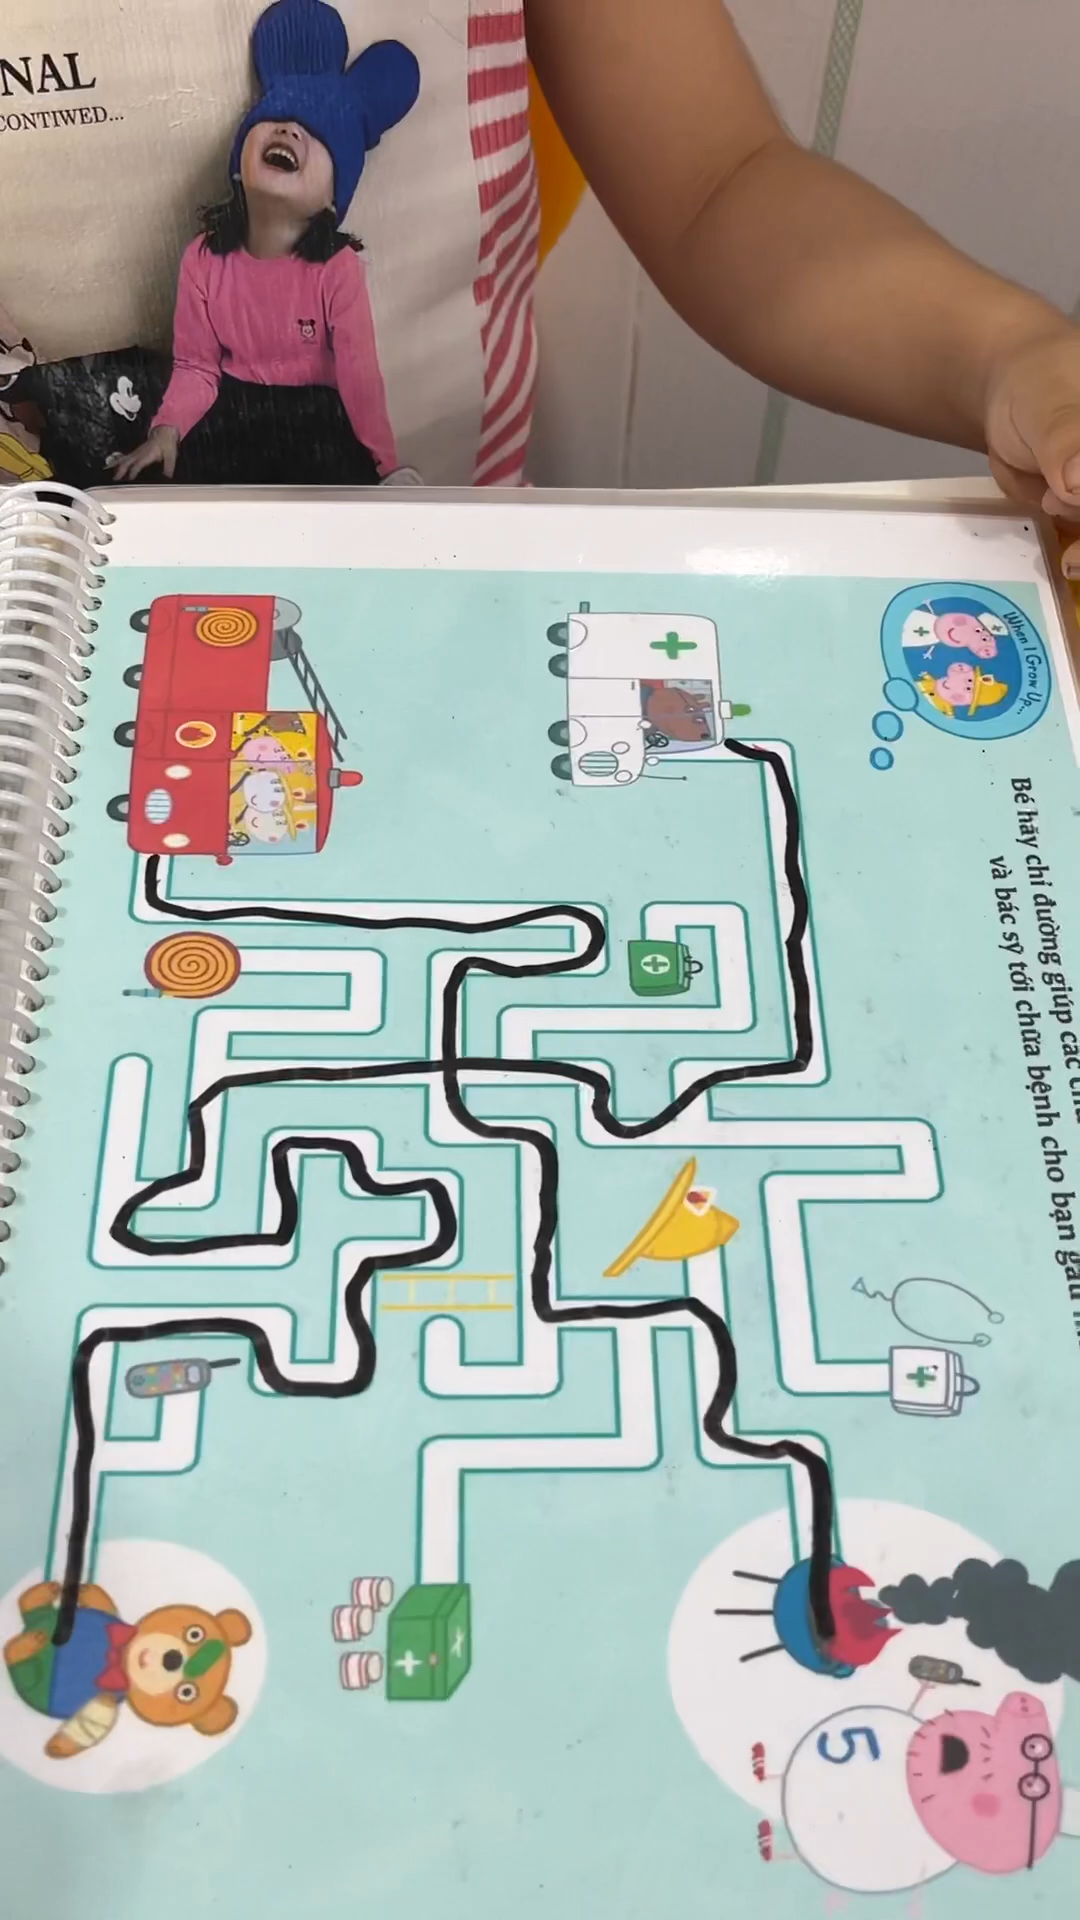 NAL
CONTIWED...
When I Grow Up...
Bé hãy chỉ đường giúp các
và bác sỹ tới chữa bệnh cho bạn gấu
5